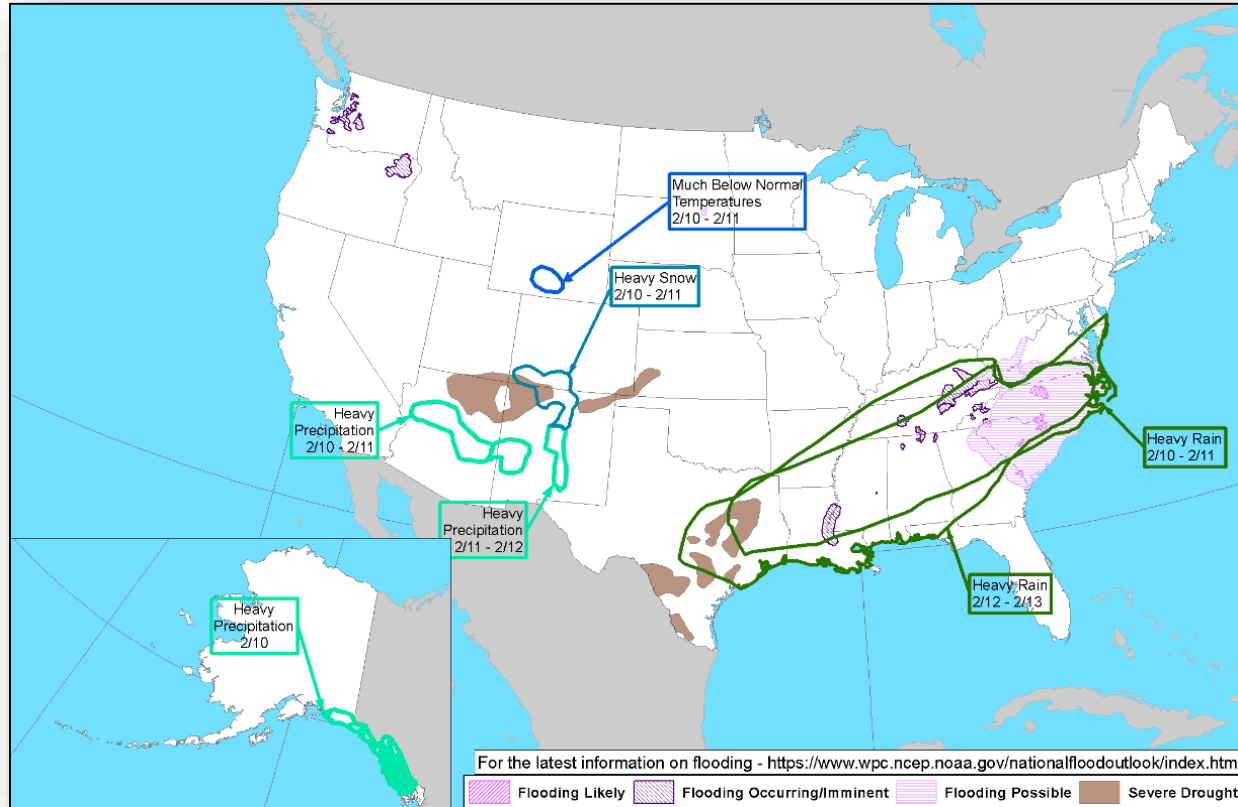 Much Below Normal
Temperatures
2/10 - 2/11
Heavy Snow
2/10 - 2/11
Heavy
Precipitation
2/10 - 2/11
Heavy Rain
2/10 - 2/11
Heavy
Precipitation
2/11 - 2/12
Heavy Rain
2/12 - 2/13
Heavy
Precipitation
2/10
For the latest information on flooding - https://www.wpc.ncep.noaa.gov/nationalfloodoutlook/index.htm
Flooding Likely Flooding Occurring/Imminent Flooding Possible Severe Drought